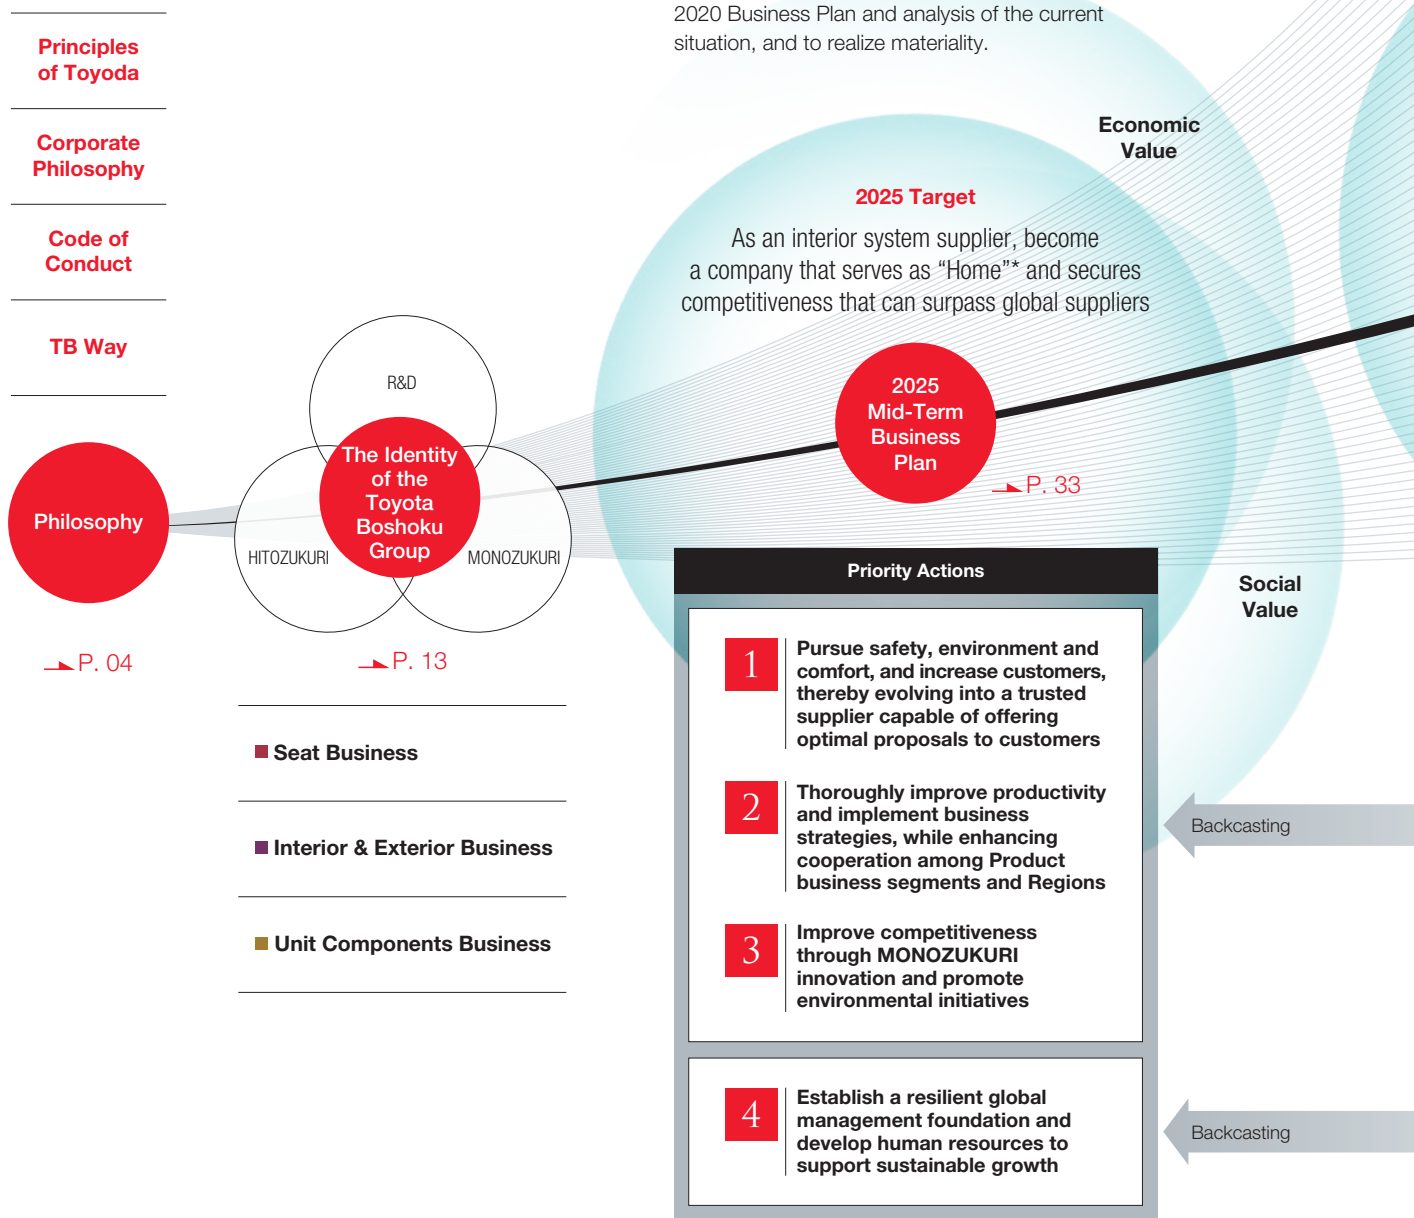 Principles
of Toyoda
Corporate
Philosophy
Code of
Conduct
TB Way
Philosophy
P. 04
R&D
HITOZUKURI
MONOZUKURI
The Identity
of the
Toyota
Boshoku
Group
P. 13
Seat Business
Interior & Exterior Business
Unit Components Business
2020 Business Plan and analysis of the current
situation, and to realize materiality.
Economic
Value
2025 Target
As an interior system supplier, become
a company that serves as “Home”* and secures
competitiveness that can surpass global suppliers
2025
Mid-Term
Business
Plan
P. 33
Social
Value
Priority Actions
1
Pursue safety, environment and
comfort, and increase customers,
thereby evolving into a trusted
supplier capable of offering
optimal proposals to customers
2
Thoroughly improve productivity
and implement business
strategies, while enhancing
cooperation among Product
business segments and Regions
3
Improve competitiveness
through MONOZUKURI
innovation and promote
environmental initiatives
4
Establish a resilient global
management foundation and
develop human resources to
support sustainable growth
Backcasting
Backcasting